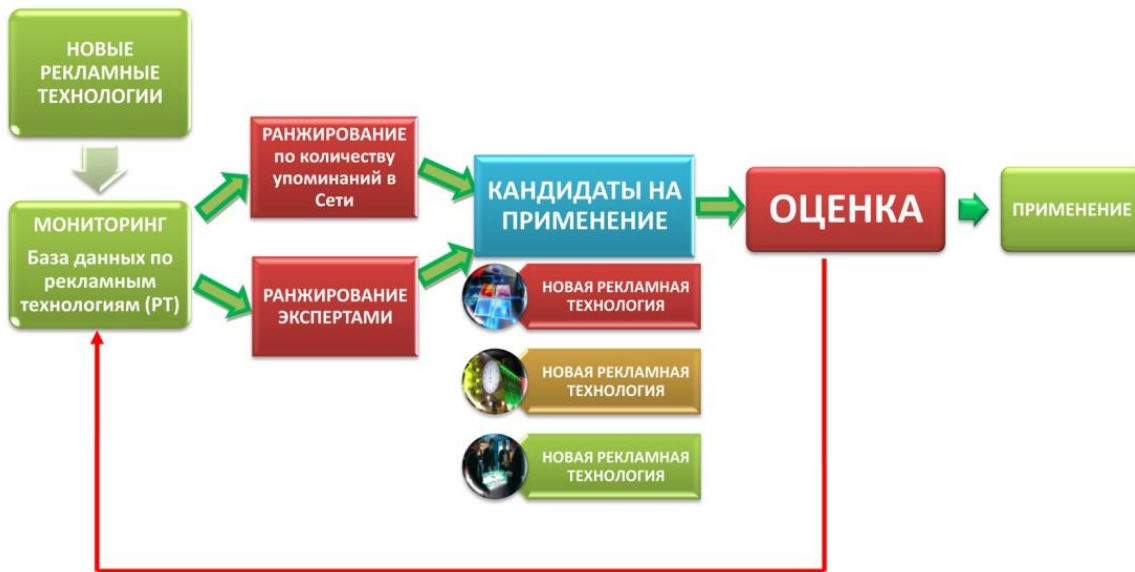 НОВЫЕ
РЕКЛАМНЫЕ
ТЕХНОЛОГИИ
МОНИТОРИНГ
База данных по
рекламным
технологиям (РТ)
РАНЖИРОВАНИЕ
по количеству
упоминаний в
Сети
РАНЖИРОВАНИЕ
ЭКСПЕРТАМИ
КАНДИДАТЫ НА
ПРИМЕНЕНИЕ
НОВАЯ РЕКЛАМНАЯ
ТЕХНОЛОГИЯ
НОВАЯ РЕКЛАМНАЯ
ТЕХНОЛОГИЯ
НОВАЯ РЕКЛАМНАЯ
ТЕХНОЛОГИЯ
ОЦЕНКА
ПРИМЕНЕНИЕ